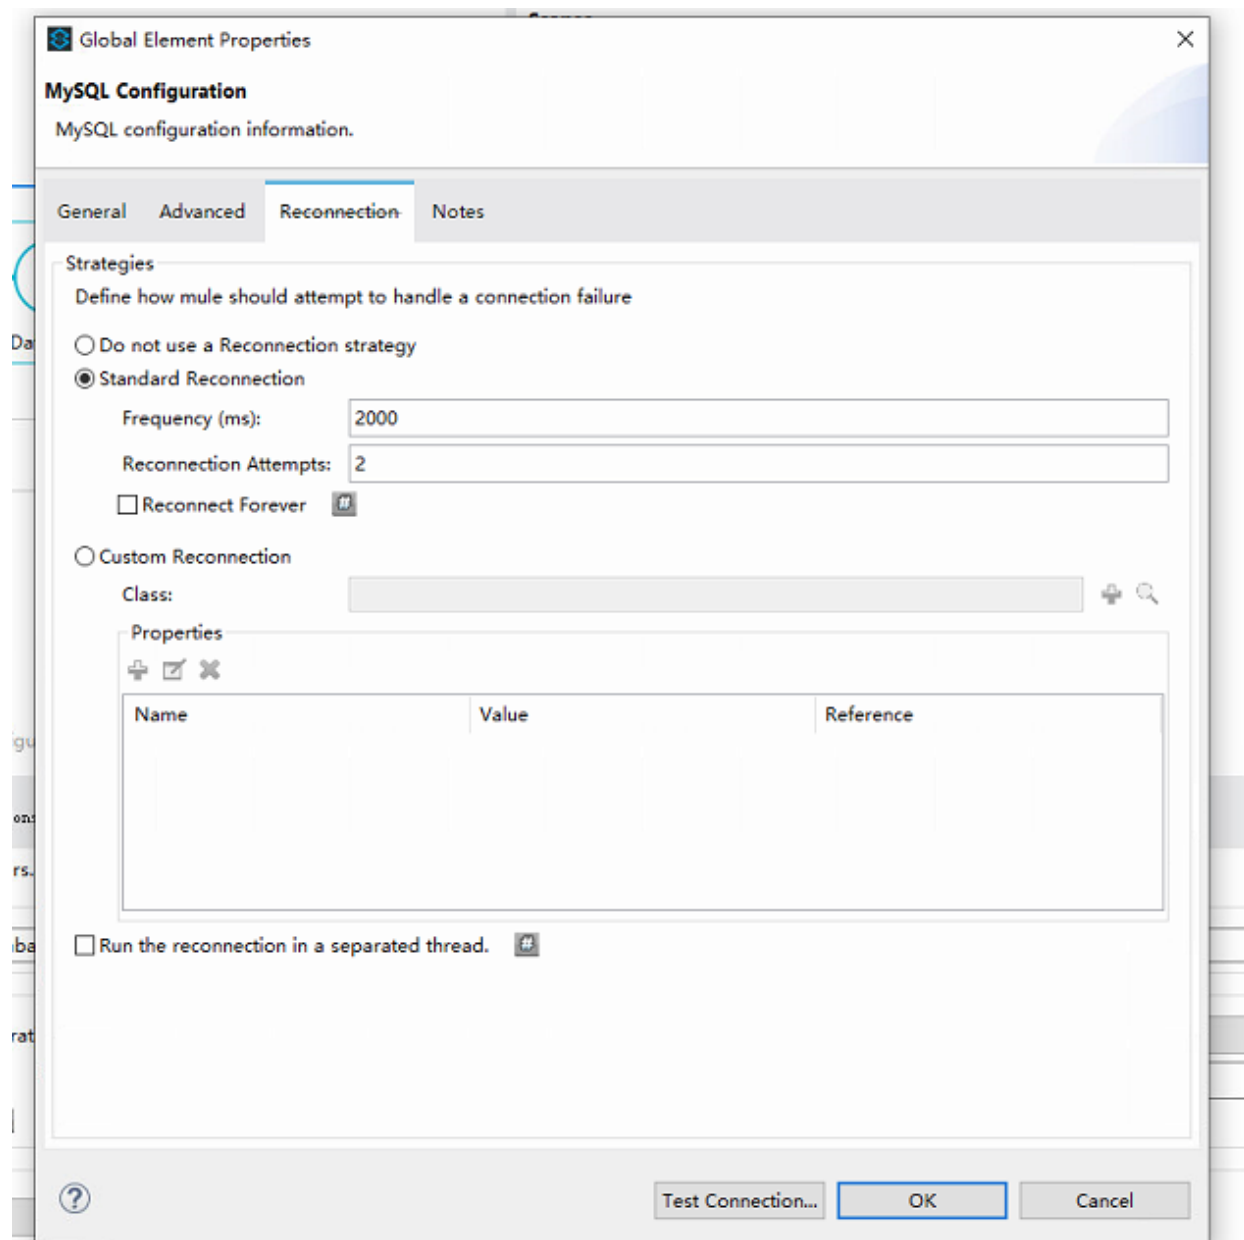 Global Element Properties
MySQL Configuration
MySQL configuration information.
General Advanced Reconnection Notes
Strategies
Define how mule should attempt to handle a connection failure
Do not use a Reconnection strategy
Standard Reconnection
Frequency (ms): 2000
Reconnection Attempts: 2
Reconnect Forever #
Custom Reconnection
Class:
Properties
Name Value Reference
Run the reconnection in a separated thread. #
? Test Connection... OK Cancel